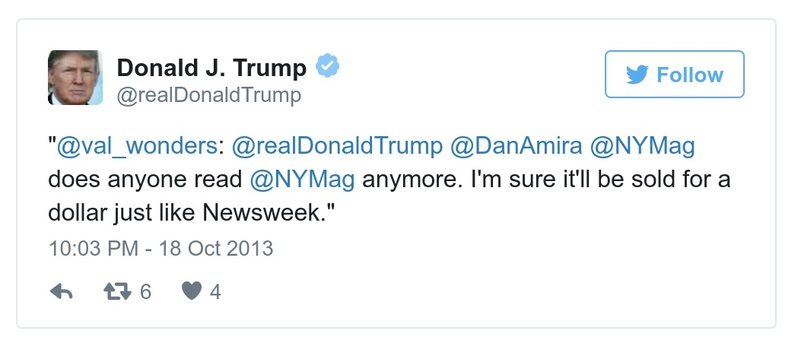 Donald J. Trump
Follow
@realDonaldTrump
"@val_wonders: @realDonaldTrump @DanAmira @NYMag
does anyone read @NYMag anymore. I'm sure it'll be sold for a
dollar just like Newsweek."
10:03 PM - 18 Oct 2013
6 4